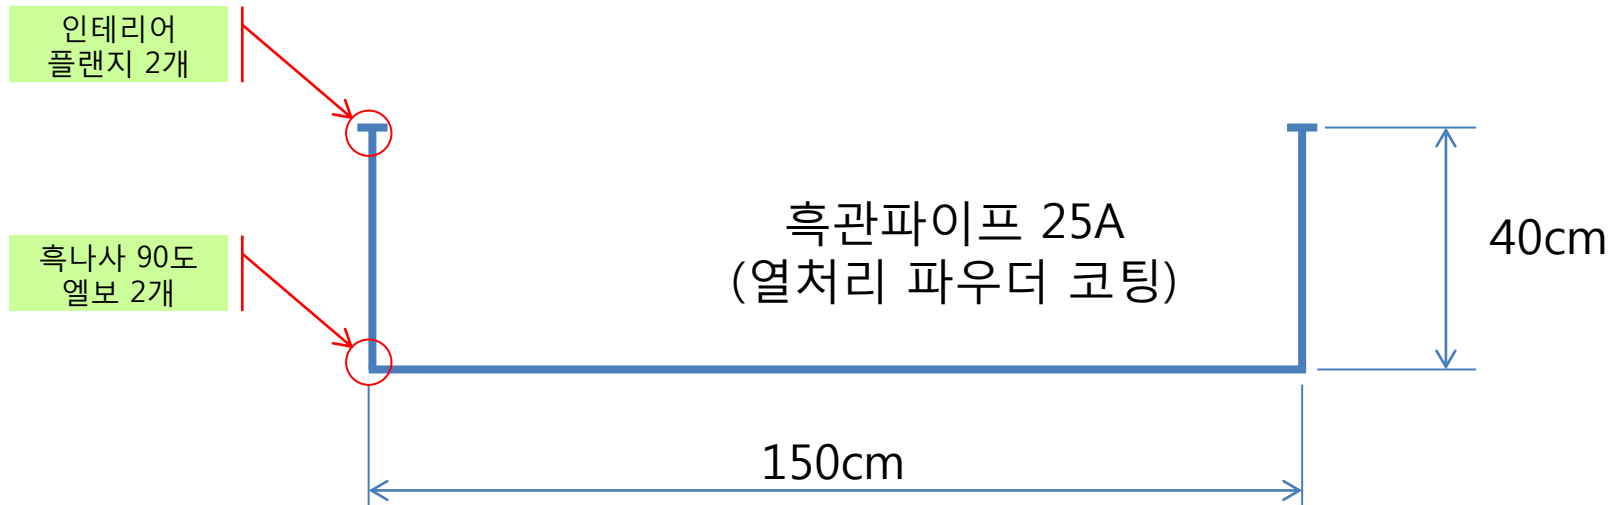 인테리어
플랜지 2개
흑관파이프 25A
(열처리 파우더 코팅)
40cm
흑나사 90도
엘보 2개
150cm